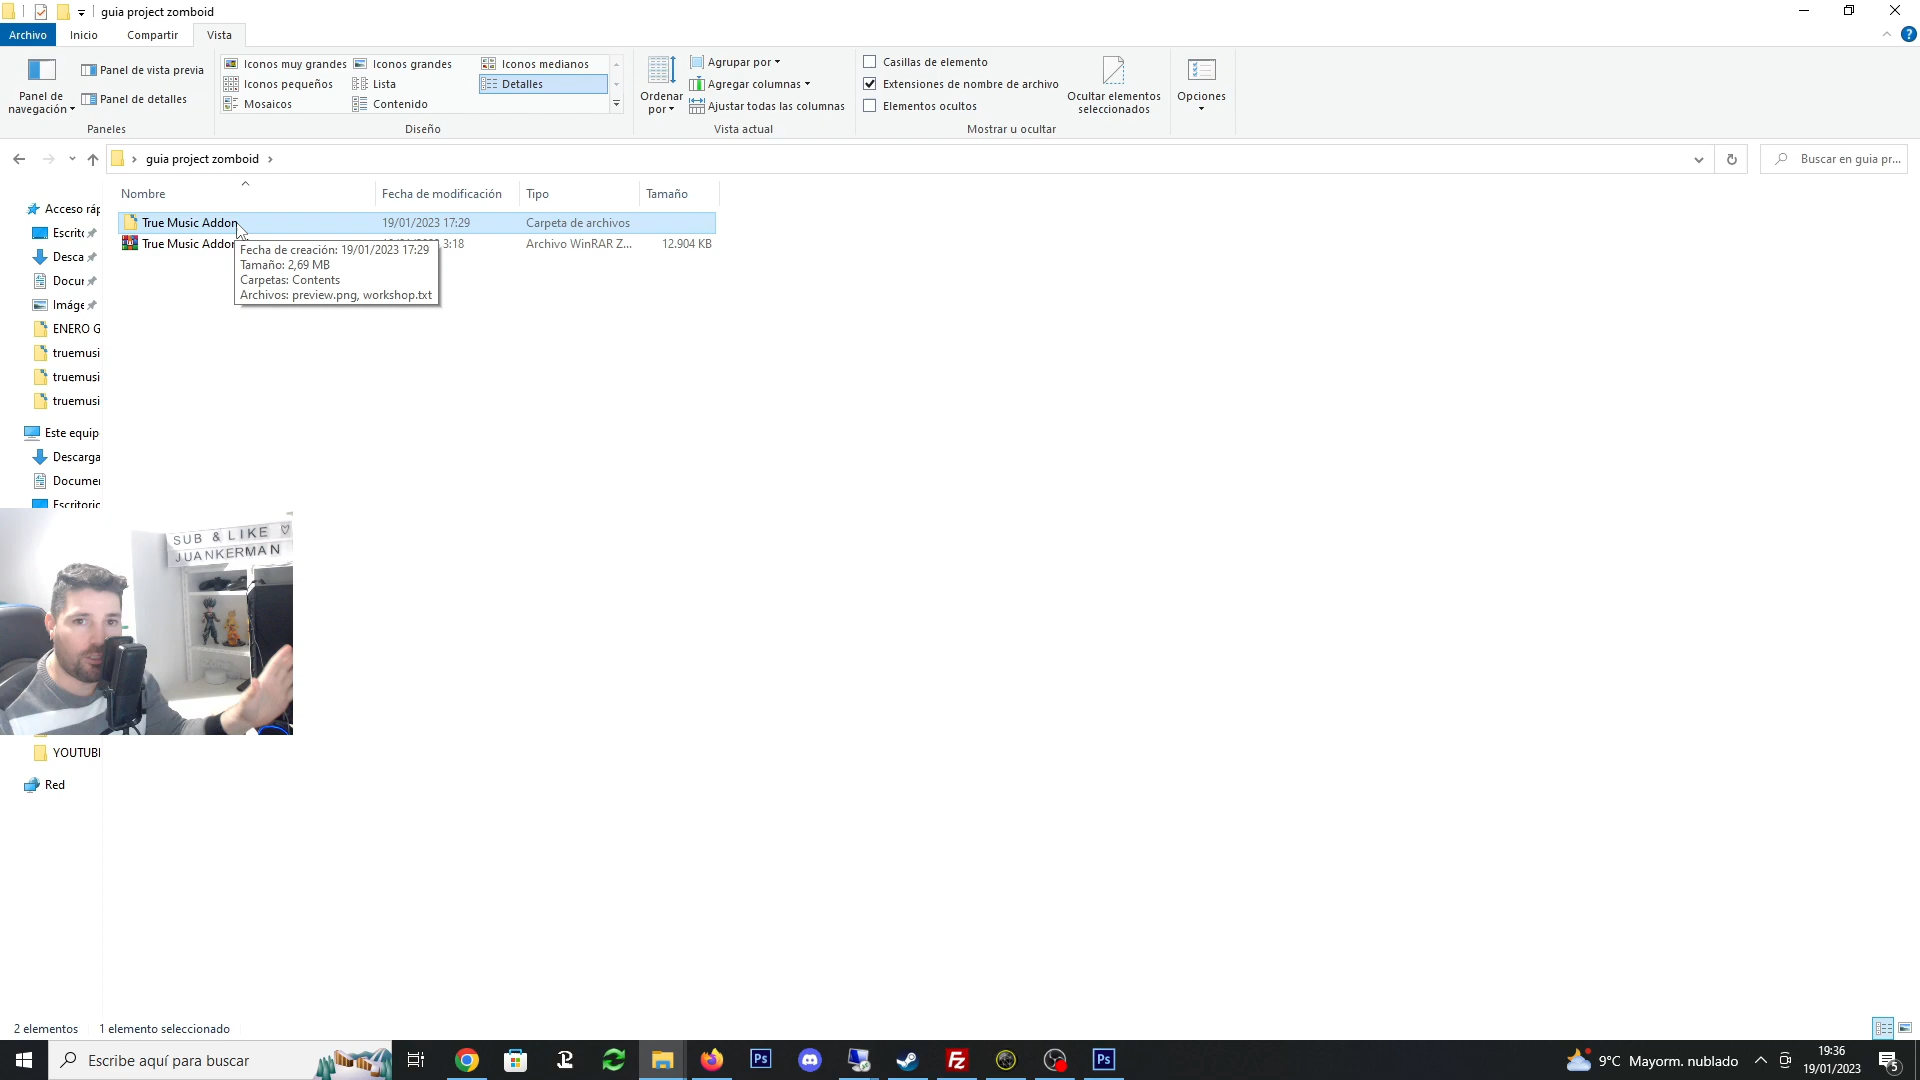 guia project zomboid
Archivo
Inicio
Compartir
Vista
Panel de navegación
Panel de vista previa
Panel de detalles
Paneles
Iconos muy grandes
Iconos grandes
Iconos medianos
Iconos pequeños
Lista
Detalles
Mosaicos
Contenido
Diseño
Ordenar por
Agrupar por
Agregar columnas
Ajustar todas las columnas
Vista actual
Casillas de elemento
Extensiones de nombre de archivo
Elementos ocultos
Ocultar elementos seleccionados
Mostrar u ocultar
Opciones
guia project zomboid
Buscar en guia pr...
Nombre
Fecha de modificación
Tipo
Tamaño
True Music Addon
19/01/2023 17:29
Carpeta de archivos
True Music Addon
3:18
Archivo WinRAR Z...
12.904 KB
Fecha de creación: 19/01/2023 17:29
Tamaño: 2,69 MB
Carpetas: Contents
Archivos: preview.png, workshop.txt
Acceso ráp
Escrito
Desca
Docur
Imáge
ENERO G
truemusi
truemusi
truemusi
Este equip
Descarga
Documer
Escritorio
SUB & LIKE ♡
JUANKERMAN
YOUTUBE
Red
2 elementos
1 elemento seleccionado
Escribe aquí para buscar
Ps
Fz
Ps
9°C Mayorm. nublado
19:36
19/01/2023
5